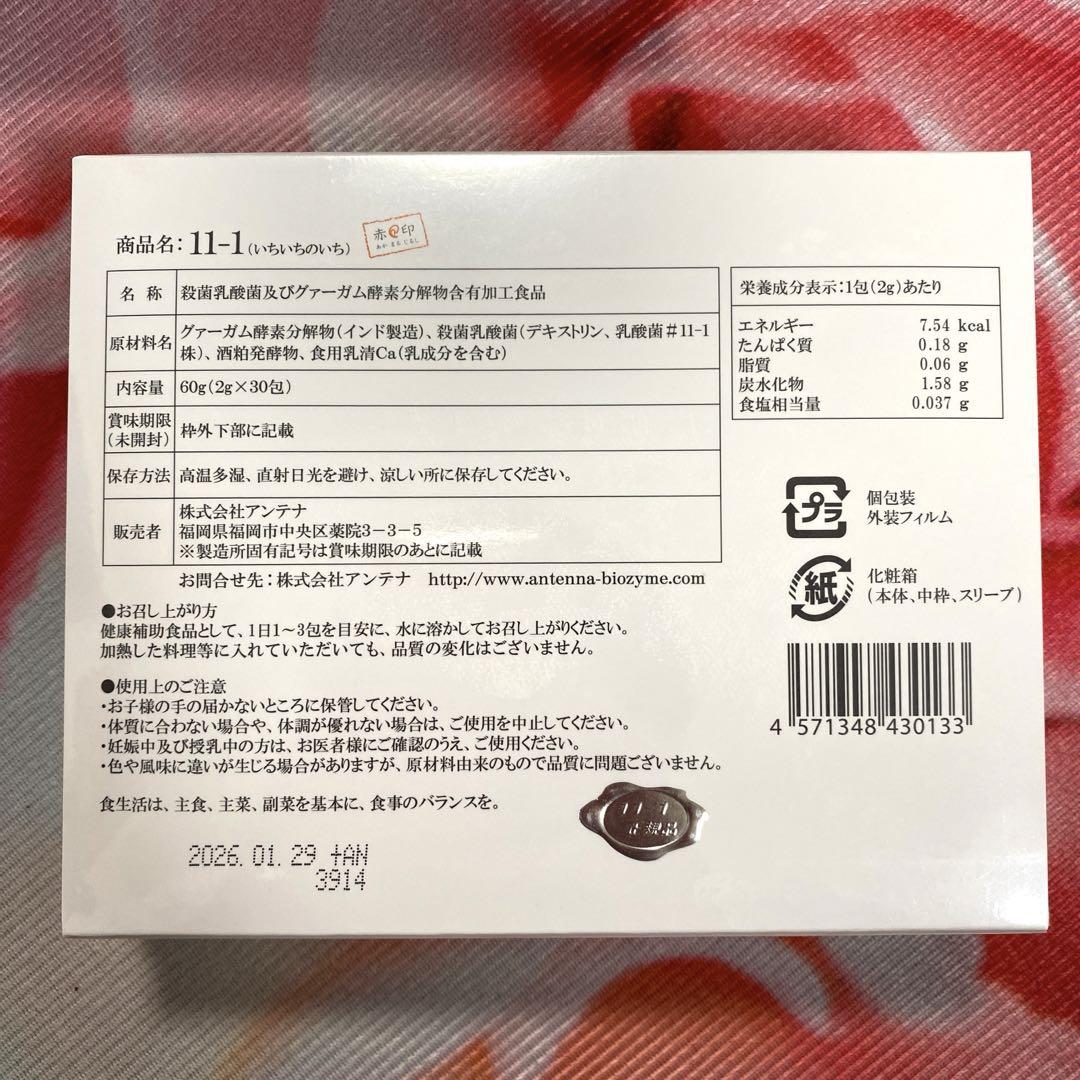 商品名：11-1（いちいちのいち）
赤@印
あか まる じるし
名 称 殺菌乳酸菌及びグァーガム酵素分解物含有加工食品
原材料名 グァーガム酵素分解物（インド製造）、殺菌乳酸菌（デキストリン、乳酸菌＃11-1
株）、酒粕発酵物、食用乳清Ca（乳成分を含む）
内容量 60g（2g×30包）
賞味期限
（未開封） 枠外下部に記載
保存方法 高温多湿、直射日光を避け、涼しい所に保存してください。
販売者 株式会社アンテナ
福岡県福岡市中央区薬院3－3－5
※製造所固有記号は賞味期限のあとに記載
お問合せ先：株式会社アンテナ http://www.antenna-biozyme.com
栄養成分表示：1包（2g）あたり
エネルギー 7.54 kcal
たんぱく質 0.18 g
脂質 0.06 g
炭水化物 1.58 g
食塩相当量 0.037 g
プラ
個包装
外装フィルム
紙
化粧箱
（本体、中枠、スリーブ）
4 571348 430133
●お召し上がり方
健康補助食品として、1日1～3包を目安に、水に溶かしてお召し上がりください。
加熱した料理等に入れていただいても、品質の変化はございません。
●使用上のご注意
・お子様の手の届かないところに保管してください。
・体質に合わない場合や、体調が優れない場合は、ご使用を中止してください。
・妊娠中及び授乳中の方は、お医者様にご確認のうえ、ご使用ください。
・色や風味に違いが生じる場合がありますが、原材料由来のもので品質に問題ございません。
食生活は、主食、主菜、副菜を基本に、食事のバランスを。
11-1
正規品
2026.01.29 +AN
3914